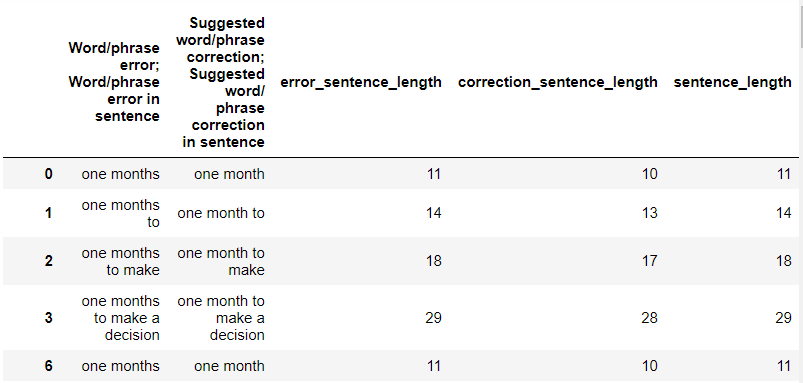 Word/phrase error; Word/phrase error in sentence	Suggested word/phrase correction; Suggested word/ phrase correction in sentence	error_sentence_length	correction_sentence_length	sentence_length
0	one months	one month	11	10	11
1	one months to	one month to	14	13	14
2	one months to make	one month to make	18	17	18
3	one months to make a decision	one month to make a decision	29	28	29
6	one months	one month	11	10	11